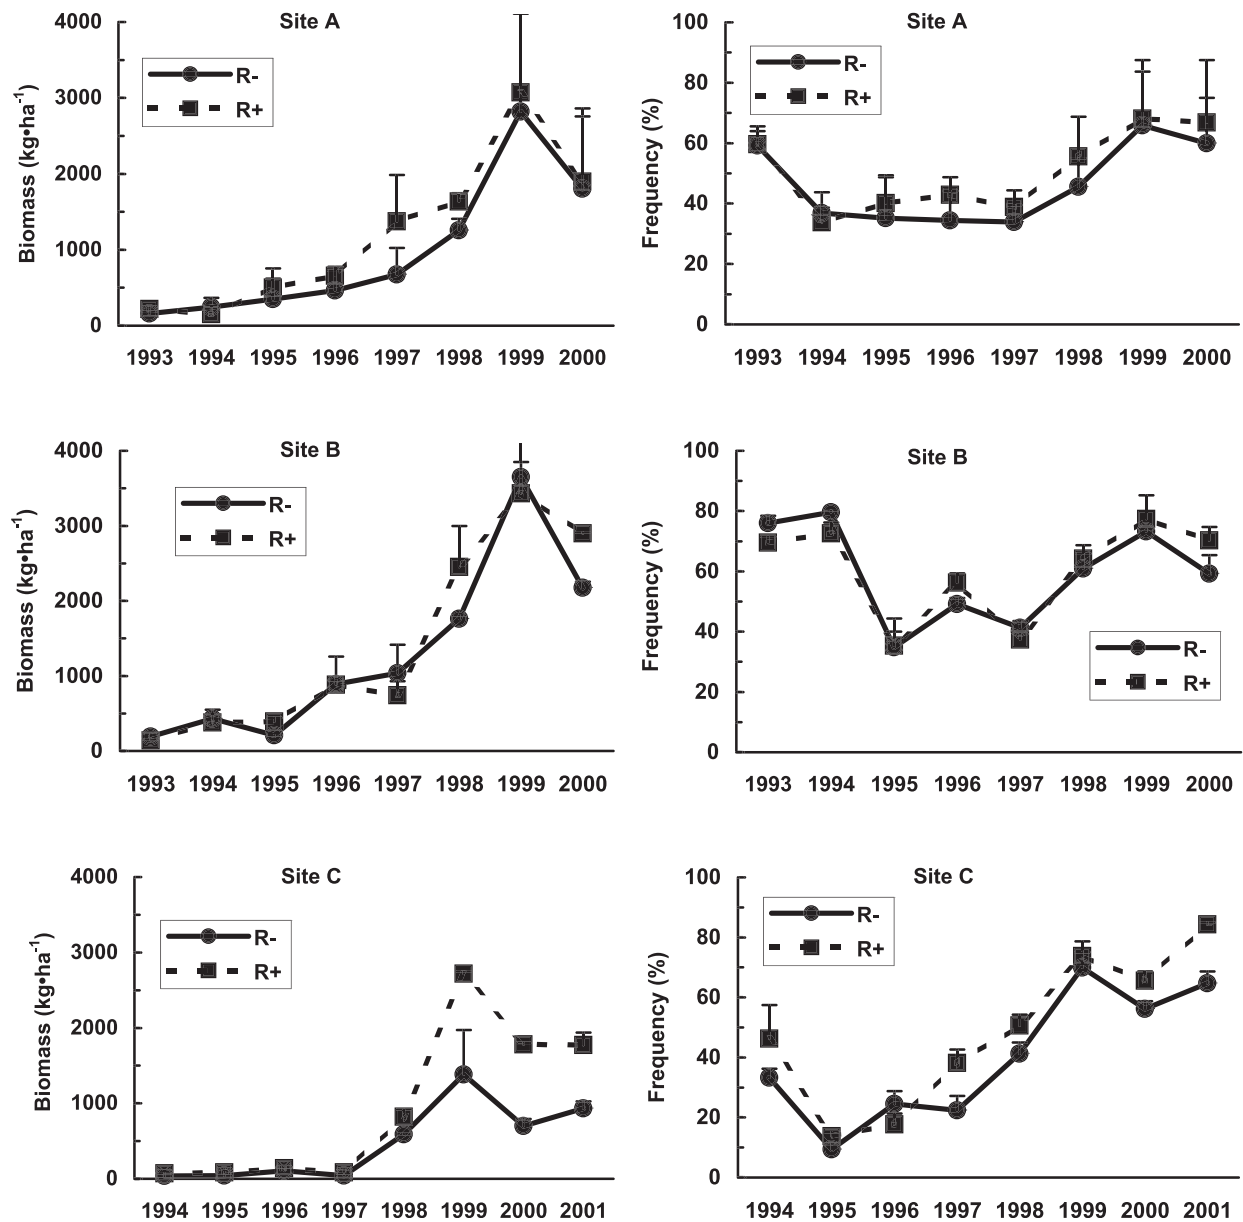 Site A
4000
3000
2000
1000
0
Biomass (kg•ha⁻¹)
R-
R+
1993 1994 1995 1996 1997 1998 1999 2000
Site A
100
80
60
40
20
0
Frequency (%)
R-
R+
1993 1994 1995 1996 1997 1998 1999 2000
Site B
4000
3000
2000
1000
0
Biomass (kg•ha⁻¹)
R-
R+
1993 1994 1995 1996 1997 1998 1999 2000
Site B
100
80
60
40
20
0
Frequency (%)
R-
R+
1993 1994 1995 1996 1997 1998 1999 2000
Site C
4000
3000
2000
1000
0
Biomass (kg•ha⁻¹)
R-
R+
1994 1995 1996 1997 1998 1999 2000 2001
Site C
100
80
60
40
20
0
Frequency (%)
R-
R+
1994 1995 1996 1997 1998 1999 2000 2001